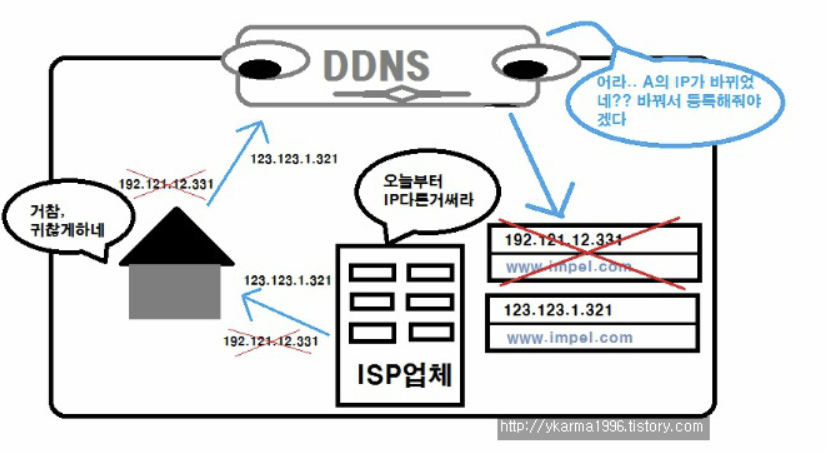 DDNS
어라.. A의 IP가 바뀌었
네?? 바꿔서 등록해줘야
겠다
123.123.1.321
192.121.12.331
거참,
귀찮게하네
오늘부터
IP다른거써라
192.121.12.331
www.impel.com
123.123.1.321
www.impel.com
123.123.1.321
192.121.12.331
ISP업체
http://ykarma1996.tistory.com